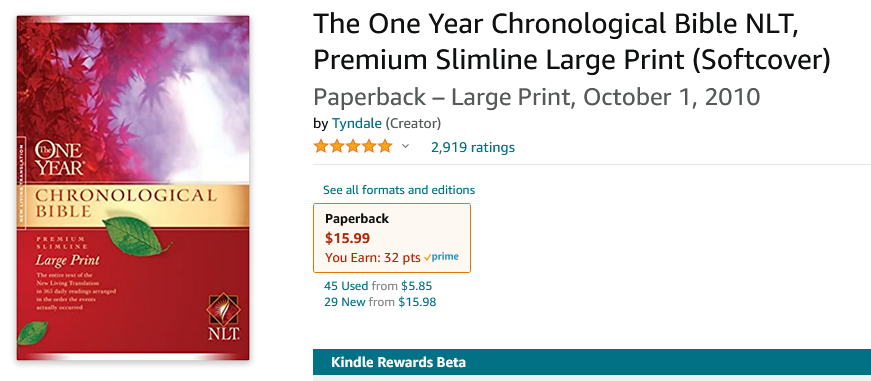 The One Year Chronological Bible NLT,
Premium Slimline Large Print (Softcover)
Paperback – Large Print, October 1, 2010
by Tyndale (Creator)
2,919 ratings
See all formats and editions
Paperback
$15.99
You Earn: 32 pts prime
45 Used from $5.85
29 New from $15.98
Kindle Rewards Beta
The ONE
YEAR®
NEW LIVING TRANSLATION
CHRONOLOGICAL
BIBLE
PREMIUM
SLIMLINE
Large Print
The entire text of the
New Living Translation
in 365 daily readings arranged
in the order the events
actually occurred
NLT.